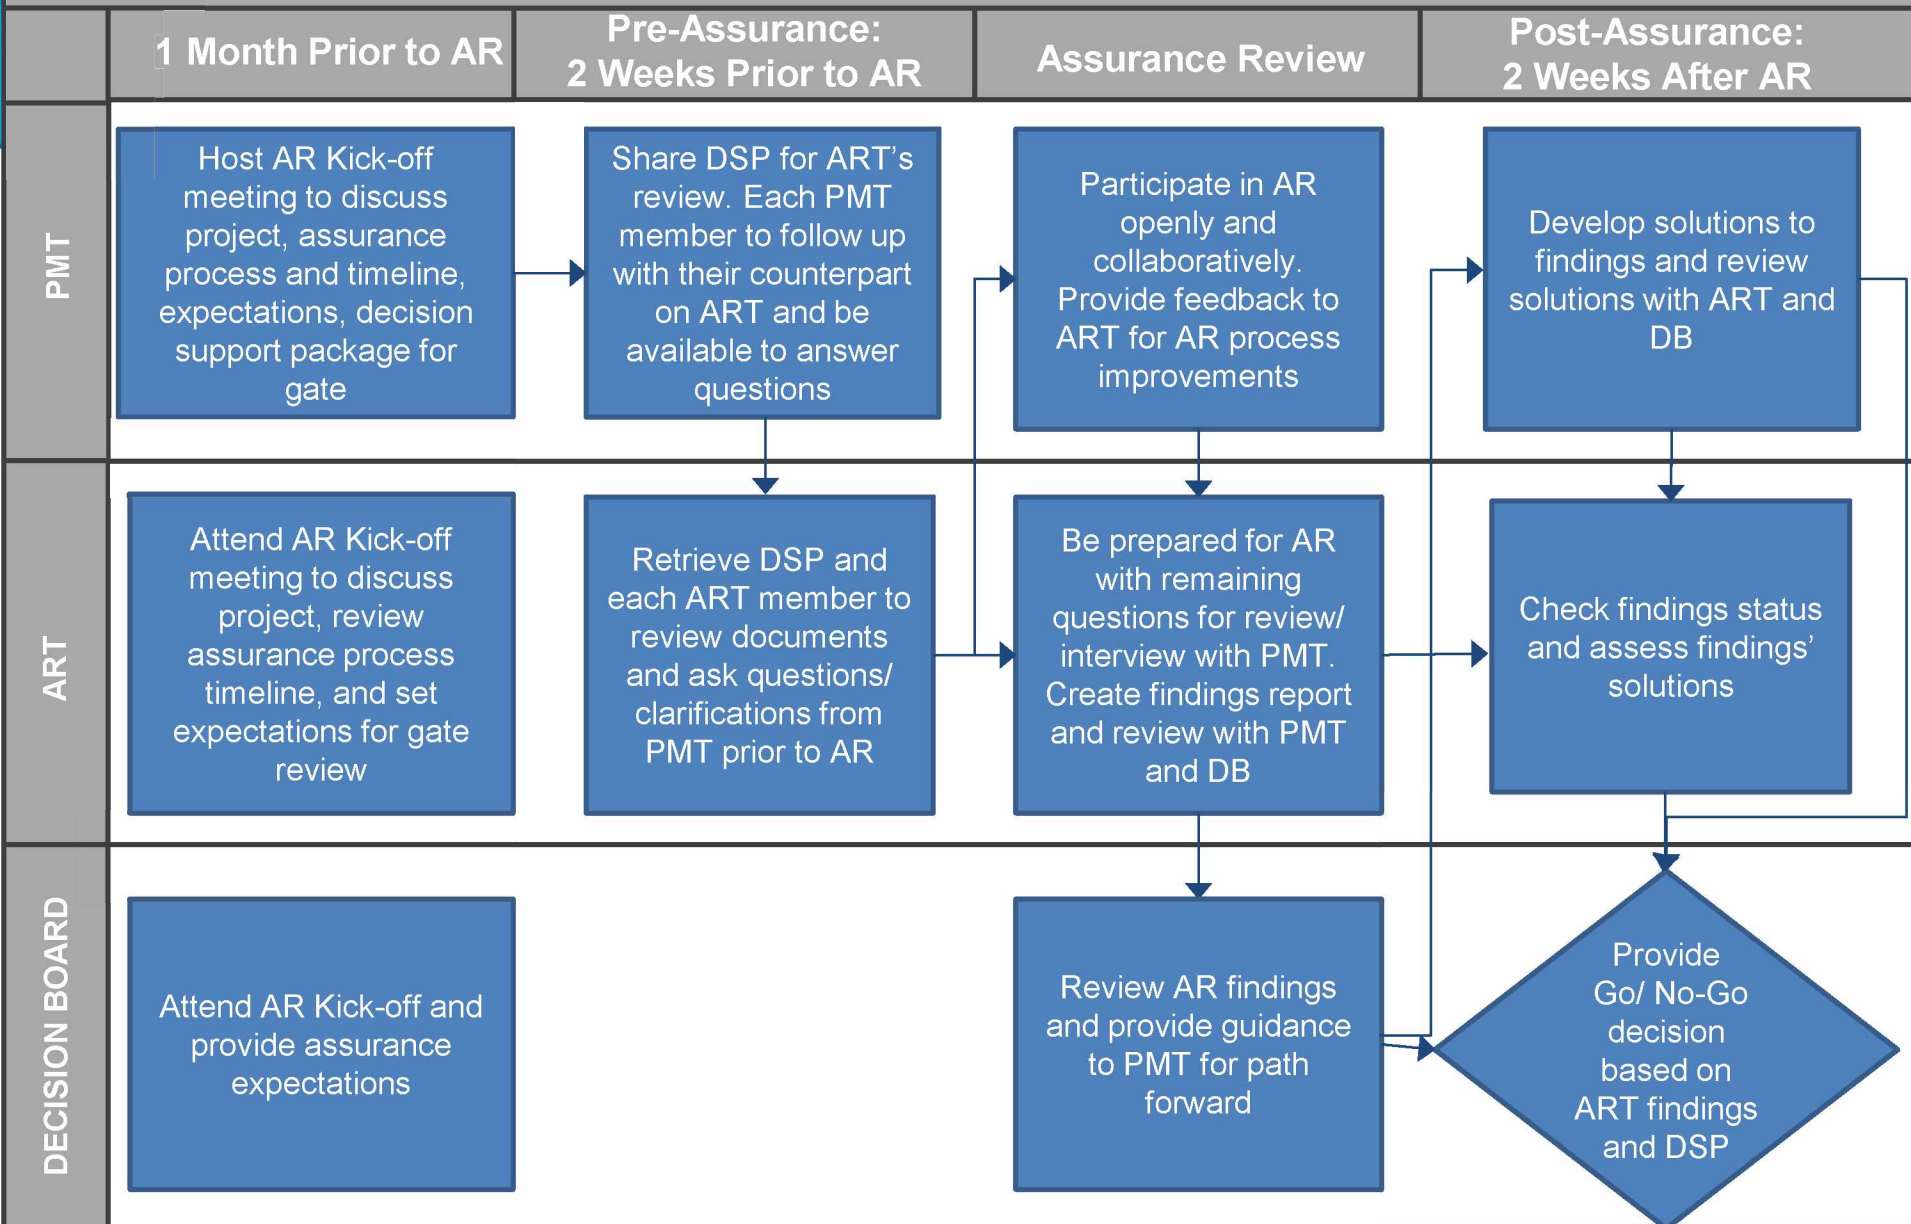 1 Month Prior to AR
Pre-Assurance:
2 Weeks Prior to AR
Assurance Review
Post-Assurance:
2 Weeks After AR
PMT
Host AR Kick-off
meeting to discuss
project, assurance
process and timeline,
expectations, decision
support package for
gate
Share DSP for ART’s
review. Each PMT
member to follow up
with their counterpart
on ART and be
available to answer
questions
Participate in AR
openly and
collaboratively.
Provide feedback to
ART for AR process
improvements
Develop solutions to
findings and review
solutions with ART and
DB
ART
Attend AR Kick-off
meeting to discuss
project, review
assurance process
timeline, and set
expectations for gate
review
Retrieve DSP and
each ART member to
review documents
and ask questions/
clarifications from
PMT prior to AR
Be prepared for AR
with remaining
questions for review/
interview with PMT.
Create findings report
and review with PMT
and DB
Check findings status
and assess findings’
solutions
DECISION BOARD
Attend AR Kick-off and
provide assurance
expectations
Review AR findings
and provide guidance
to PMT for path
forward
Provide
Go/ No-Go
decision
based on
ART findings
and DSP